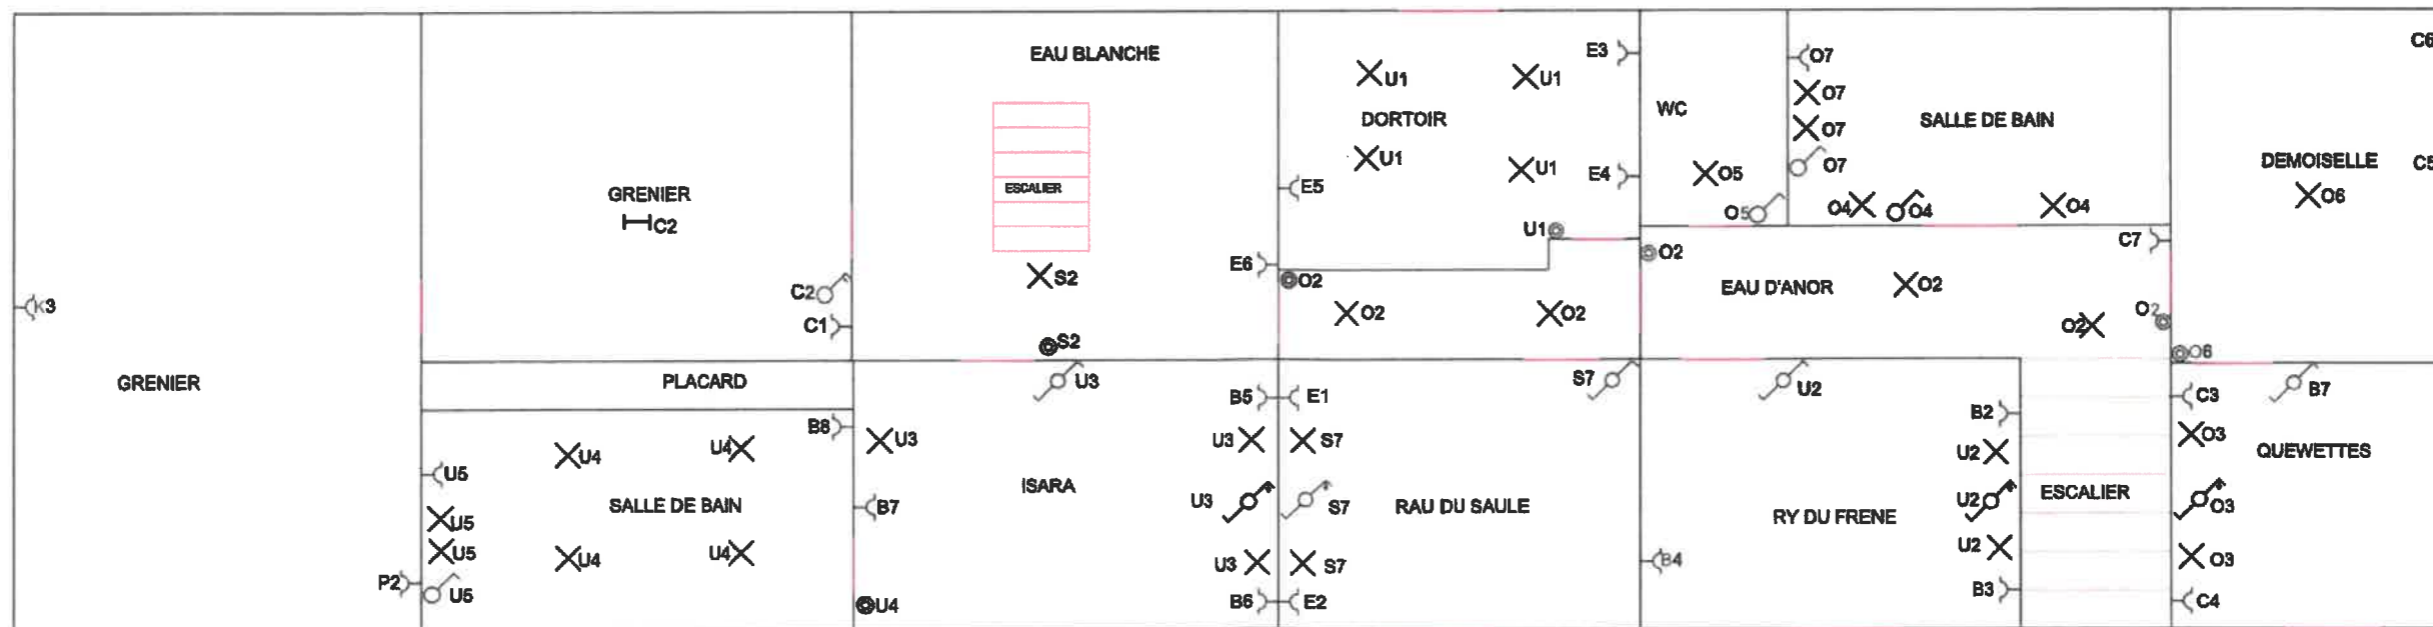 EAU BLANCHE
ESCALIER
S2
S2
GRENIER
C2
C2
C1
GRENIER
K3
P2
PLACARD
B8
U5
U5
U5
U5
U4
U4
U4
U4
SALLE DE BAIN
U3
U3
B7
ISARA
U4
B5
U3
U3
U3
B6
DORTOIR
U1
U1
U1
U1
U1
E3
E4
E5
E6
O2
O2
O2
E1
S7
S7
S7
S7
E2
RAU DU SAULE
WC
O5
O5
O7
O7
O7
O7
SALLE DE BAIN
O4
O4
O4
O2
EAU D'ANOR
O2
O2
O2
C7
U2
B2
U2
U2
U2
B3
B4
RY DU FRENE
ESCALIER
C6
C5
DEMOISELLE
O6
O6
B7
C3
O3
QUEWETTES
O3
O3
C4